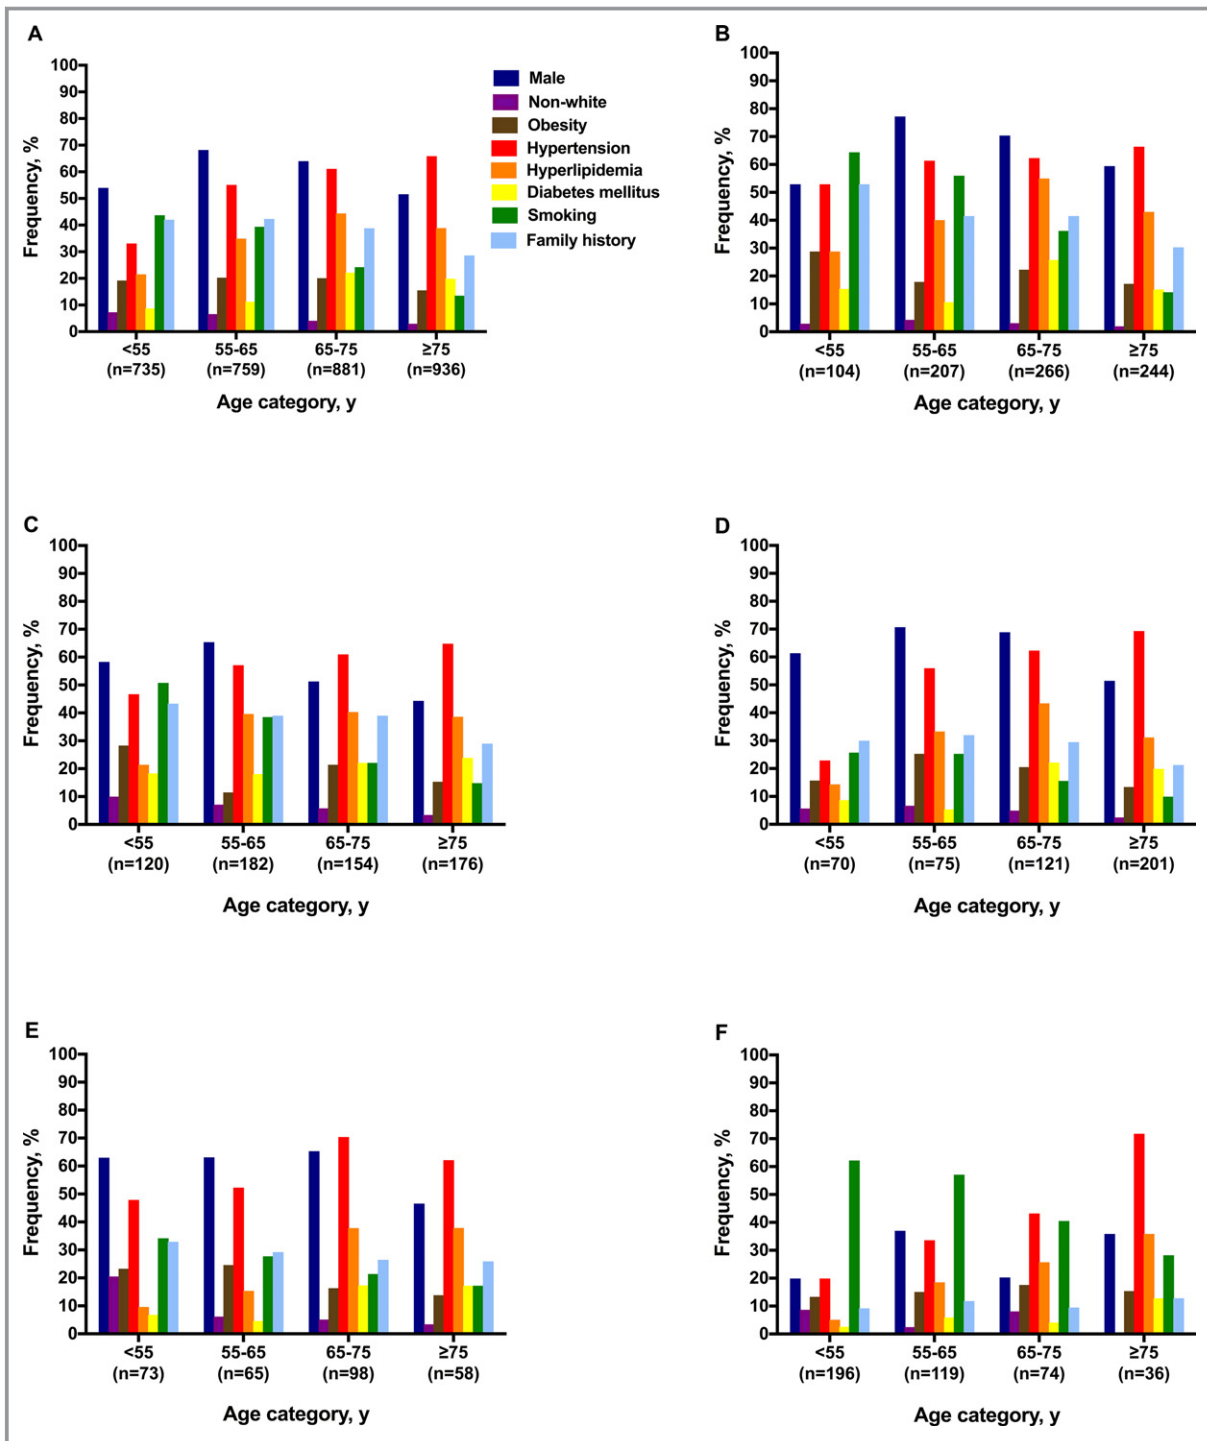 A
Frequency, %
100
90
80
70
60
50
40
30
20
10
0
<55 55-65 65-75 ≥75
(n=735) (n=759) (n=881) (n=936)
Age category, y
Male
Non-white
Obesity
Hypertension
Hyperlipidemia
Diabetes mellitus
Smoking
Family history
B
Frequency, %
100
90
80
70
60
50
40
30
20
10
0
<55 55-65 65-75 ≥75
(n=104) (n=207) (n=266) (n=244)
Age category, y
C
Frequency, %
100
90
80
70
60
50
40
30
20
10
0
<55 55-65 65-75 ≥75
(n=120) (n=182) (n=154) (n=176)
Age category, y
D
Frequency, %
100
90
80
70
60
50
40
30
20
10
0
<55 55-65 65-75 ≥75
(n=70) (n=75) (n=121) (n=201)
Age category, y
E
Frequency, %
100
90
80
70
60
50
40
30
20
10
0
<55 55-65 65-75 ≥75
(n=73) (n=65) (n=98) (n=58)
Age category, y
F
Frequency, %
100
90
80
70
60
50
40
30
20
10
0
<55 55-65 65-75 ≥75
(n=196) (n=119) (n=74) (n=36)
Age category, y